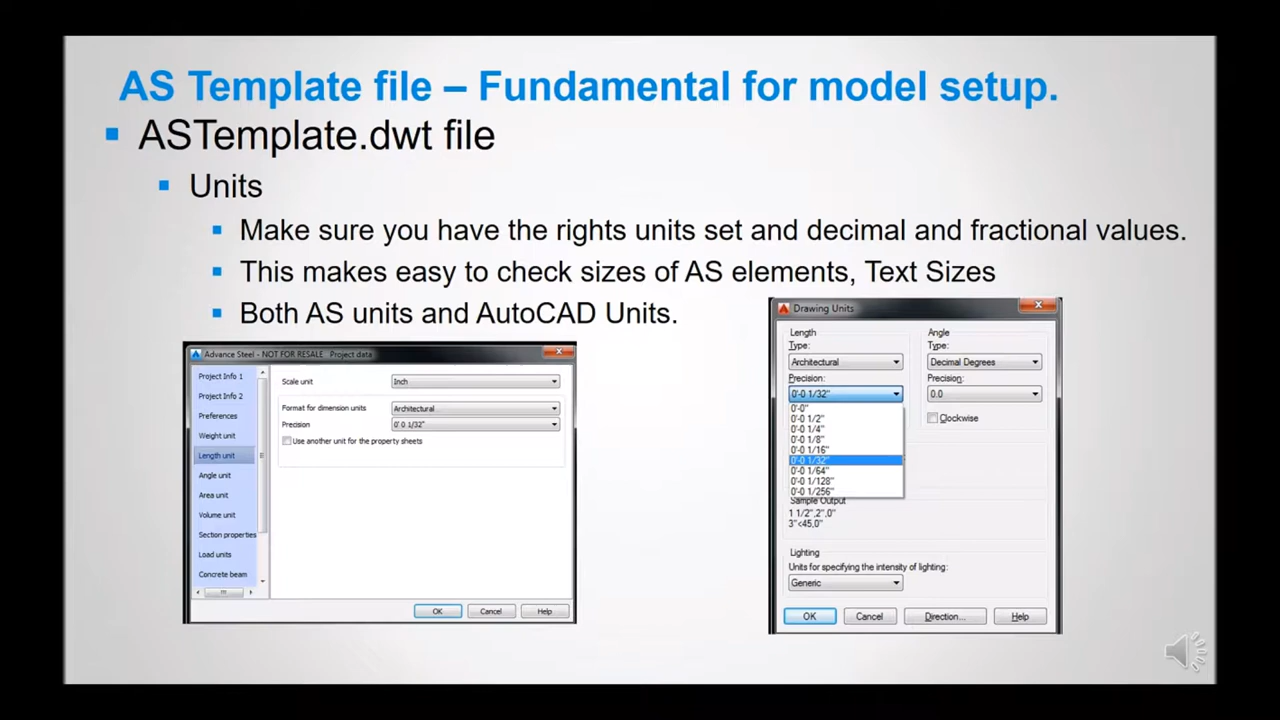 AS Template file – Fundamental for model setup.
ASTemplate.dwt file
Units
Make sure you have the rights units set and decimal and fractional values.
This makes easy to check sizes of AS elements, Text Sizes
Both AS units and AutoCAD Units.
Advance Steel - NOT FOR RESALE Project data
Project Info 1
Project Info 2
Preferences
Weight unit
Length unit
Angle unit
Area unit
Volume unit
Section properties
Load units
Concrete beam
Scale unit
Inch
Format for dimension units
Architectural
Precision
0' 0 1/32"
Use another unit for the property sheets
OK
Cancel
Help
Drawing Units
Length
Type:
Architectural
Precision:
0'-0 1/32"
0'-0"
0'-0 1/2"
0'-0 1/4"
0'-0 1/8"
0'-0 1/16"
0'-0 1/32"
0'-0 1/64"
0'-0 1/128"
0'-0 1/256"
Angle
Type:
Decimal Degrees
Precision:
0.0
Clockwise
Sample Output
1 1/2",2",0"
3"<45,0"
Lighting
Units for specifying the intensity of lighting:
Generic
OK
Cancel
Direction...
Help